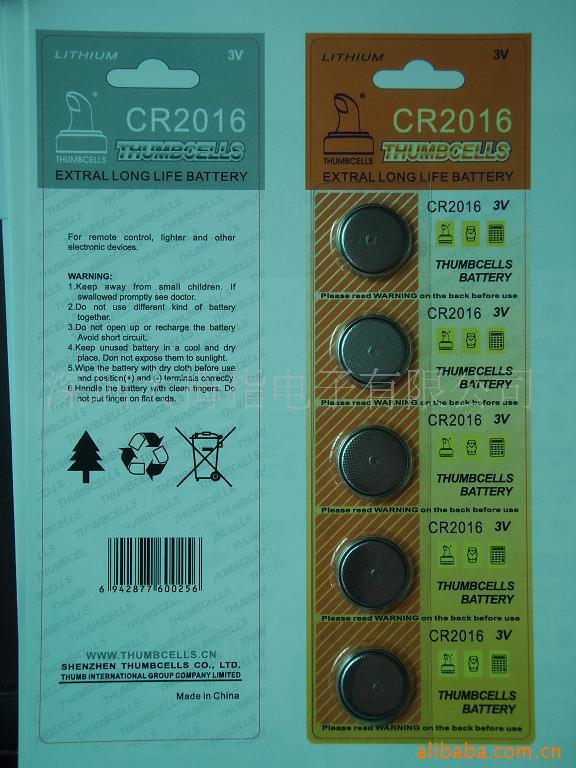 LITHIUM 3V
CR2016
THUMBCELLS THUMBCELLS
EXTRAL LONG LIFE BATTERY
For remote control, lighter and other
electronic devices.
WARNING:
1.Keep away from small children. If
swallowed promptly see doctor.
2.Do not use different kind of battery
together.
3.Do not open up or recharge the battery
Avoid short circuit.
4.Keep unused battery in a cool and dry
place. Don not expose them to sunlight.
5.Wipe the battery with dry cloth before use
and position(+) and (-) terminals correctly.
6.Handle the battery with clean fingers. Do
not put finger on flat ends.
6 942877 600256
WWW.THUMBCELLS.CN
SHENZHEN THUMBCELLS CO., LTD.
THUMB INTERNATIONAL GROUP COMPANY LIMITED
Made in China
LITHIUM 3V
®
CR2016
THUMBCELLS THUMBCELLS
EXTRAL LONG LIFE BATTERY
CR2016 3V
THUMBCELLS
BATTERY
Please read WARNING on the back before use
CR2016 3V
THUMBCELLS
BATTERY
Please read WARNING on the back before use
CR2016 3V
THUMBCELLS
BATTERY
Please read WARNING on the back before use
CR2016 3V
THUMBCELLS
BATTERY
Please read WARNING on the back before use
CR2016 3V
THUMBCELLS
BATTERY
Please read WARNING on the back before use
alibaba.com.cn